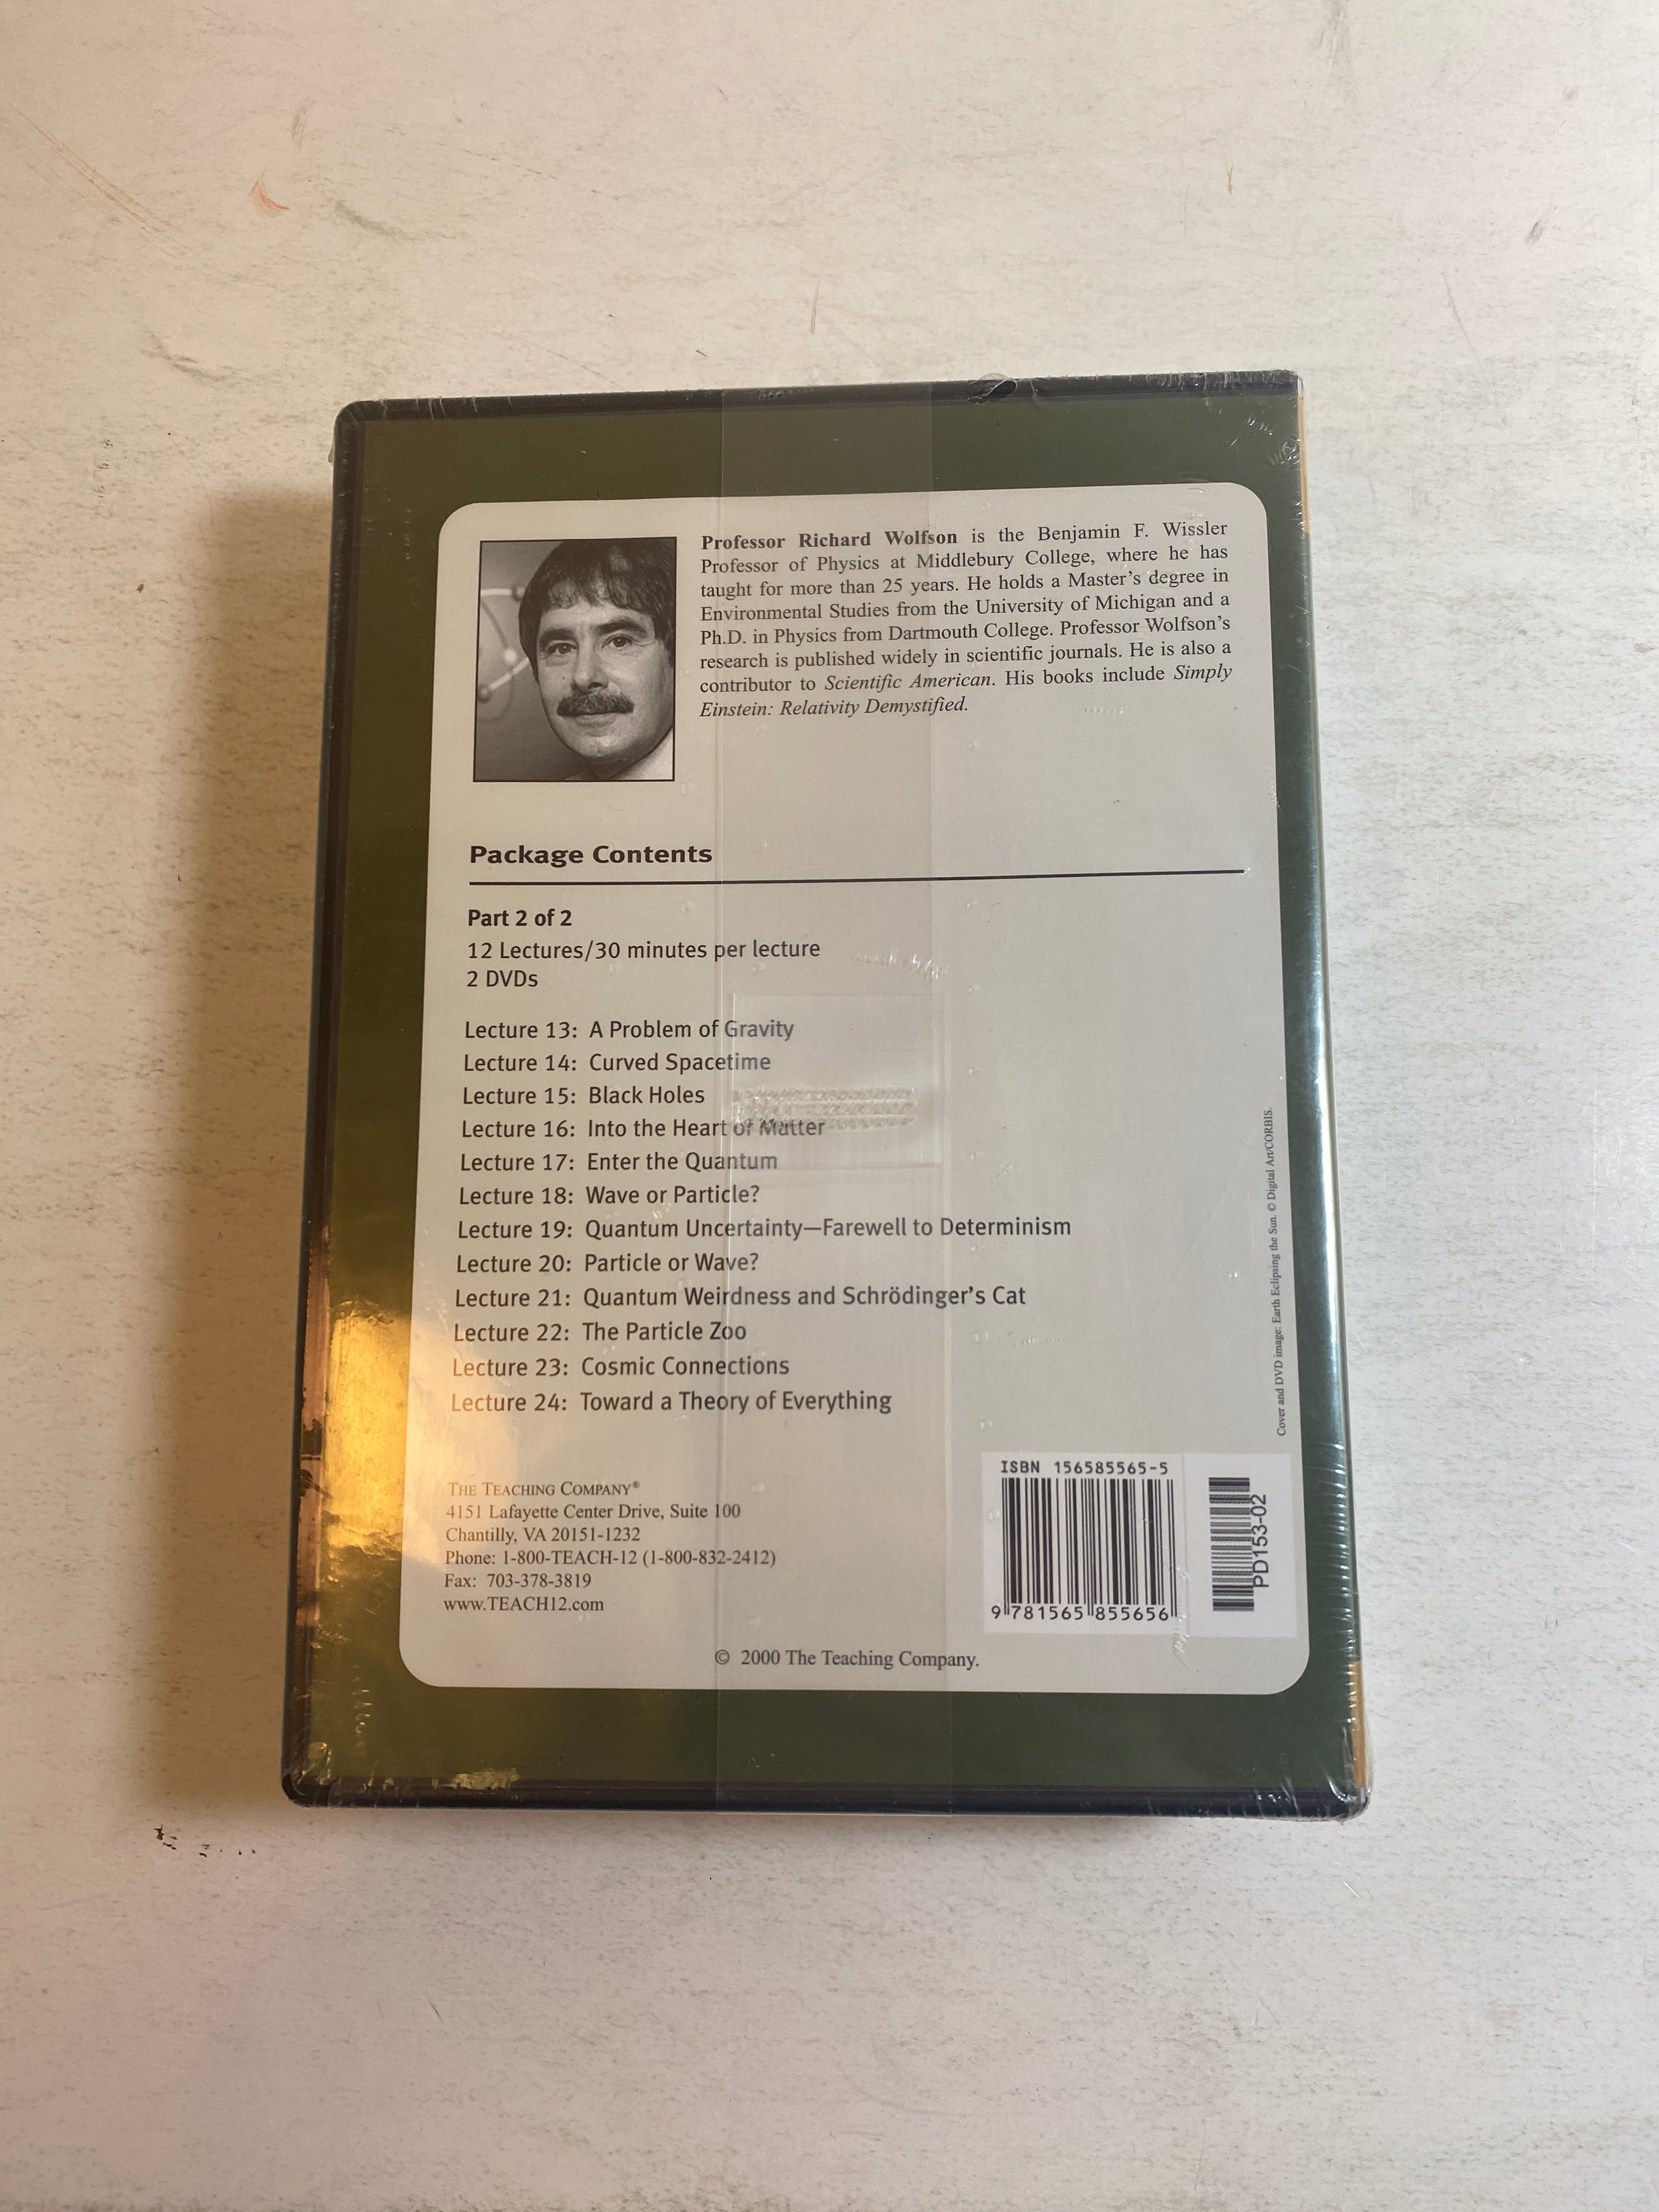 Professor Richard Wolfson is the Benjamin F. Wissler
Professor of Physics at Middlebury College, where he has
taught for more than 25 years. He holds a Master's degree in
Environmental Studies from the University of Michigan and a
Ph.D. in Physics from Dartmouth College. Professor Wolfson's
research is published widely in scientific journals. He is also a
contributor to Scientific American. His books include Simply
Einstein: Relativity Demystified.
Package Contents
Part 2 of 2
12 Lectures/30 minutes per lecture
2 DVDs
Lecture 13: A Problem of Gravity
Lecture 14: Curved Spacetime
Lecture 15: Black Holes
Lecture 16: Into the Heart of Matter
Lecture 17: Enter the Quantum
Lecture 18: Wave or Particle?
Lecture 19: Quantum Uncertainty—Farewell to Determinism
Lecture 20: Particle or Wave?
Lecture 21: Quantum Weirdness and Schrödinger's Cat
Lecture 22: The Particle Zoo
Lecture 23: Cosmic Connections
Lecture 24: Toward a Theory of Everything
Cover and DVD image: Earth Eclipsing the Sun. © Digital Art/CORBIS.
THE TEACHING COMPANY®
4151 Lafayette Center Drive, Suite 100
Chantilly, VA 20151-1232
Phone: 1-800-TEACH-12 (1-800-832-2412)
Fax: 703-378-3819
www.TEACH12.com
ISBN 156585565-5
9 781565 855656
PD153-02
© 2000 The Teaching Company.